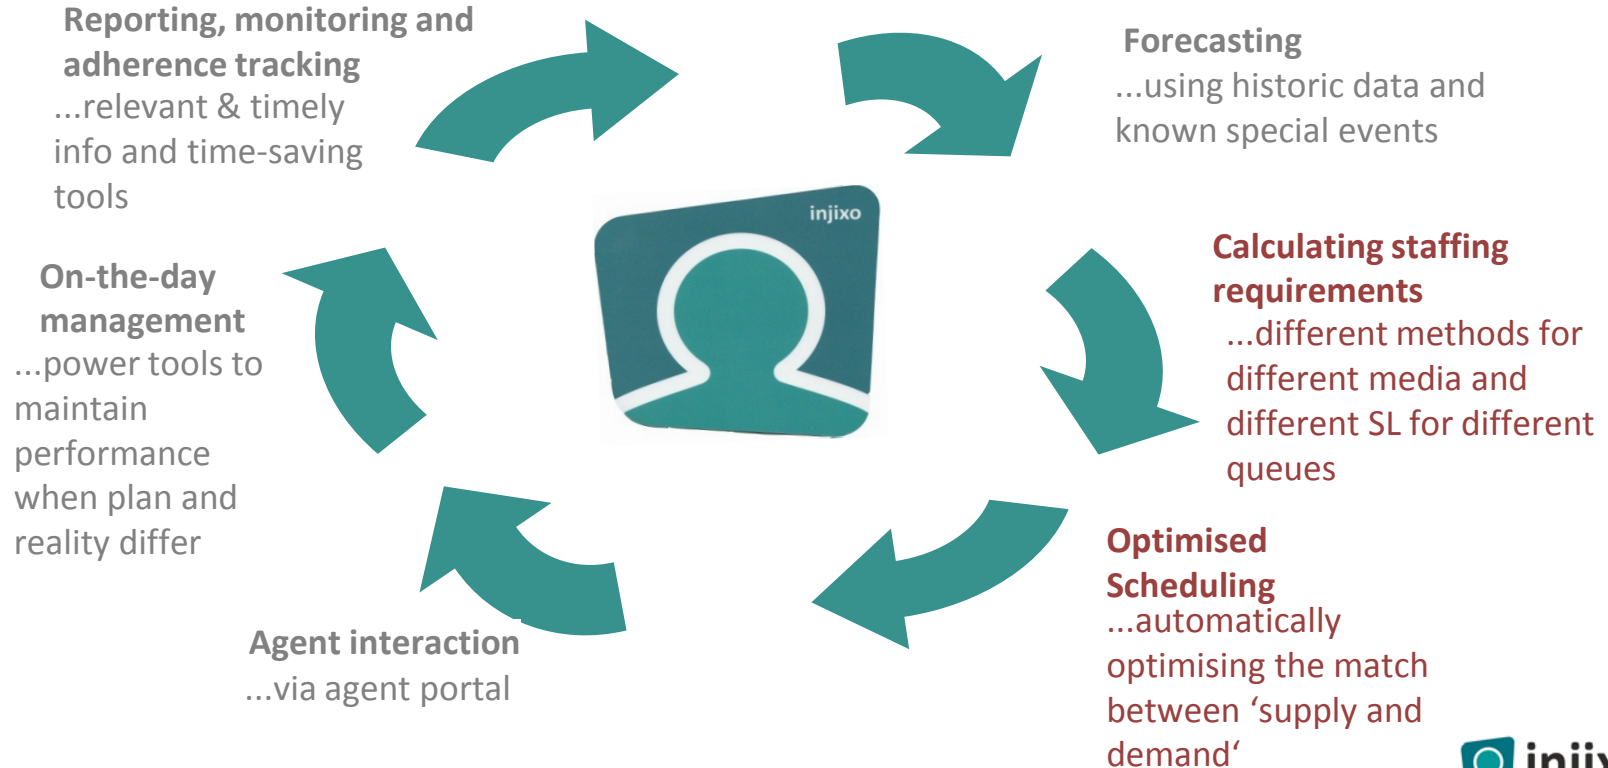 Reporting, monitoring and
adherence tracking
...relevant & timely
info and time-saving
tools
Forecasting
...using historic data and
known special events
injixo
Calculating staffing
requirements
...different methods for
different media and
different SL for different
queues
On-the-day
management
...power tools to
maintain
performance
when plan and
reality differ
Optimised
Scheduling
...automatically
optimising the match
between ‘supply and
demand‘
Agent interaction
...via agent portal